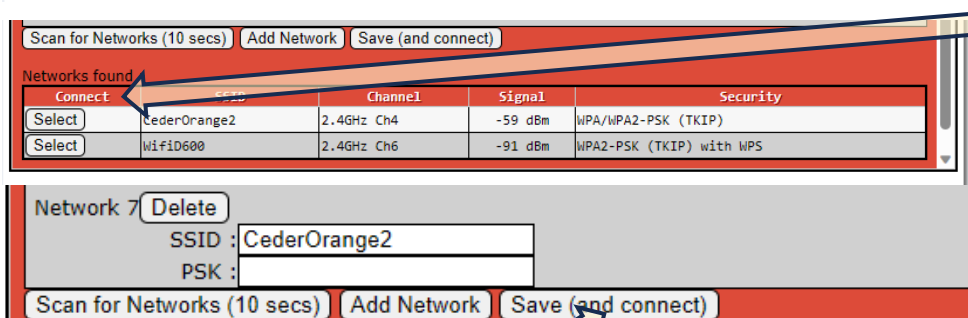 Scan for Networks (10 secs) Add Network Save (and connect)
Networks found
Connect SSID Channel Signal Security
Select CederOrange2 2.4GHz Ch4 -59 dBm WPA/WPA2-PSK (TKIP)
Select WifiD600 2.4GHz Ch6 -91 dBm WPA2-PSK (TKIP) with WPS
Network 7 Delete
SSID : CederOrange2
PSK :
Scan for Networks (10 secs) Add Network Save (and connect)